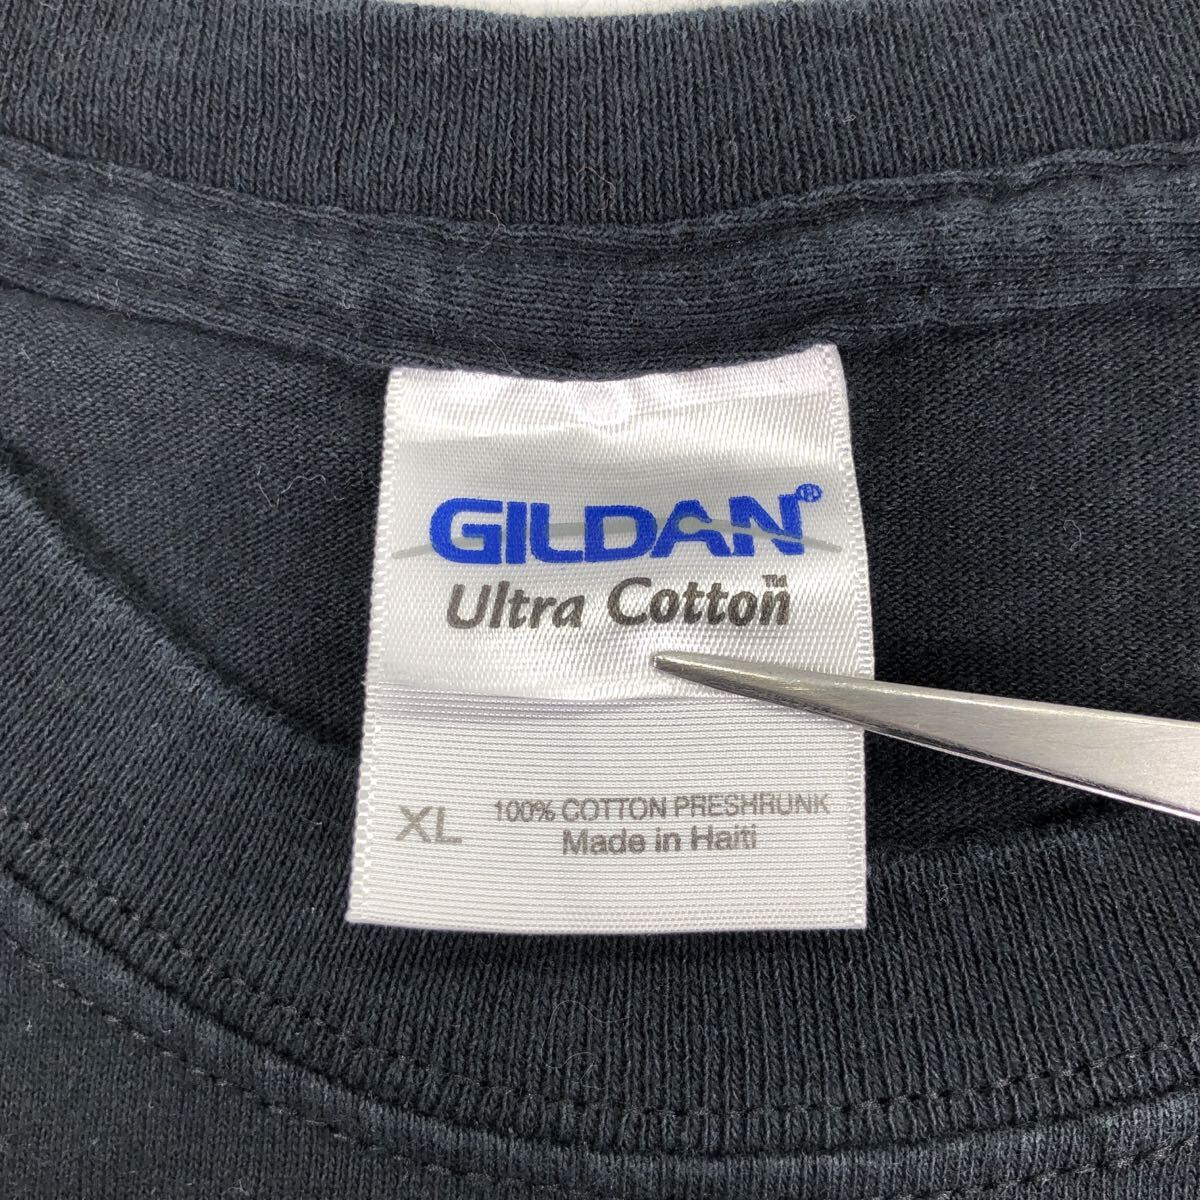 GILDAN®
Ultra Cotton™
XL 100% COTTON PRESHRUNK
Made in Haiti